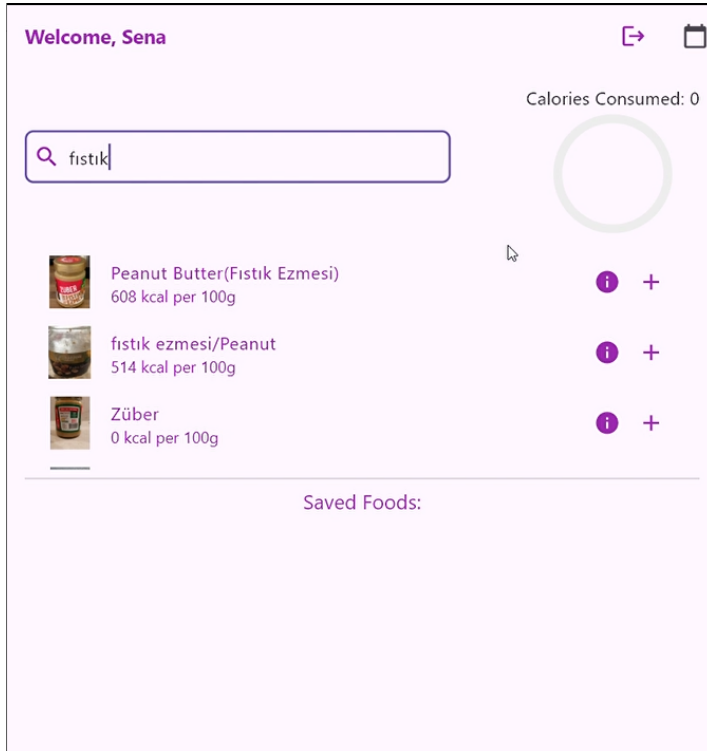 Welcome, Sena
Calories Consumed: 0
fıstık
Peanut Butter(Fıstık Ezmesi)
608 kcal per 100g
fıstık ezmesi/Peanut
514 kcal per 100g
Züber
0 kcal per 100g
Saved Foods: